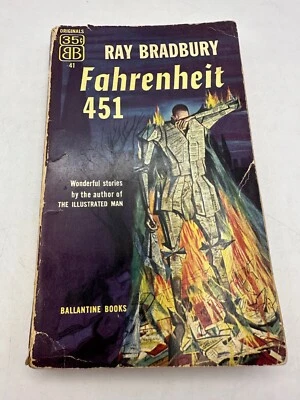 ORIGINALS
35¢
BB
41
RAY BRADBURY
Fahrenheit
451
Wonderful stories
by the author of
THE ILLUSTRATED MAN
BALLANTINE BOOKS